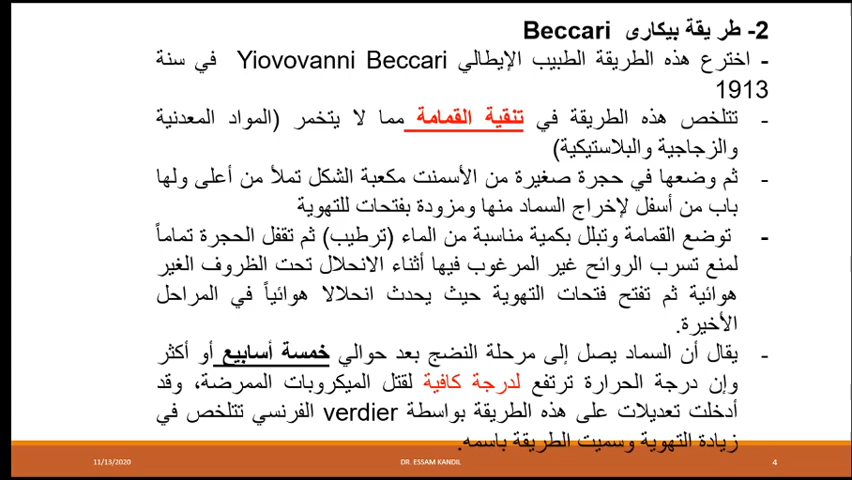 2- طريقة بيكارى Beccari
- اخترع هذه الطريقة الطبيب الإيطالي Yiovovanni Beccari في سنة
1913
- تتلخص هذه الطريقة في تنقية القمامة مما لا يتخمر (المواد المعدنية
والزجاجية والبلاستيكية)
- ثم وضعها في حجرة صغيرة من الأسمنت مكعبة الشكل تملأ من أعلى ولها
باب من أسفل لإخراج السماد منها ومزودة بفتحات للتهوية
- توضع القمامة وتبلل بكمية مناسبة من الماء (ترطيب) ثم تقفل الحجرة تماماً
لمنع تسرب الروائح غير المرغوب فيها أثناء الانحلال تحت الظروف الغير
هوائية ثم تفتح فتحات التهوية حيث يحدث انحلالا هوائياً في المراحل
الأخيرة.
- يقال أن السماد يصل إلى مرحلة النضج بعد حوالي خمسة أسابيع أو أكثر
وإن درجة الحرارة ترتفع لدرجة كافية لقتل الميكروبات الممرضة، وقد
أدخلت تعديلات على هذه الطريقة بواسطة verdier الفرنسي تتلخص في
زيادة التهوية وسميت الطريقة باسمه.
11/13/2020 DR. ESSAM KANDIL 4